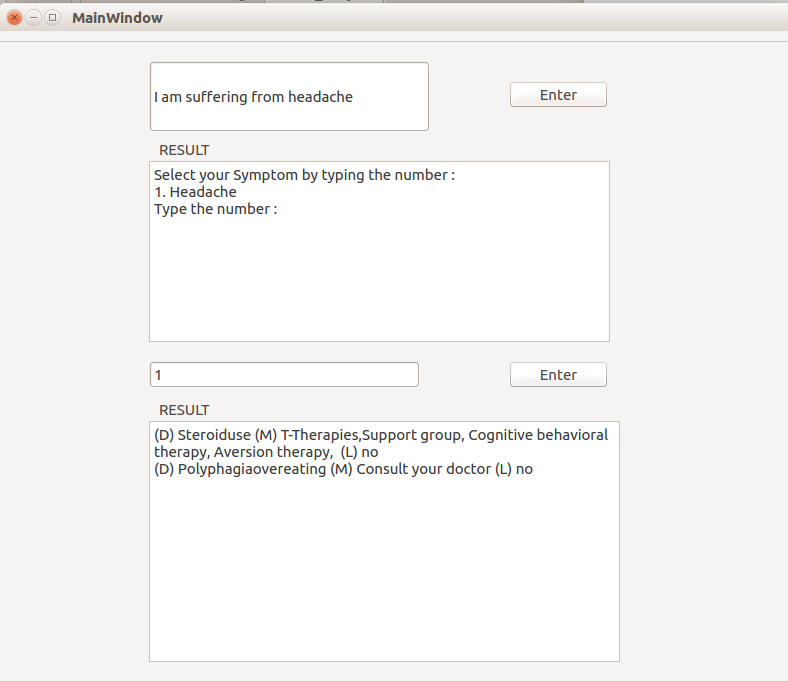 MainWindow
I am suffering from headache
Enter
RESULT
Select your Symptom by typing the number :
1. Headache
Type the number :
1
Enter
RESULT
(D) Steroiduse (M) T-Therapies,Support group, Cognitive behavioral
therapy, Aversion therapy,  (L) no
(D) Polyphagiaovereating (M) Consult your doctor (L) no